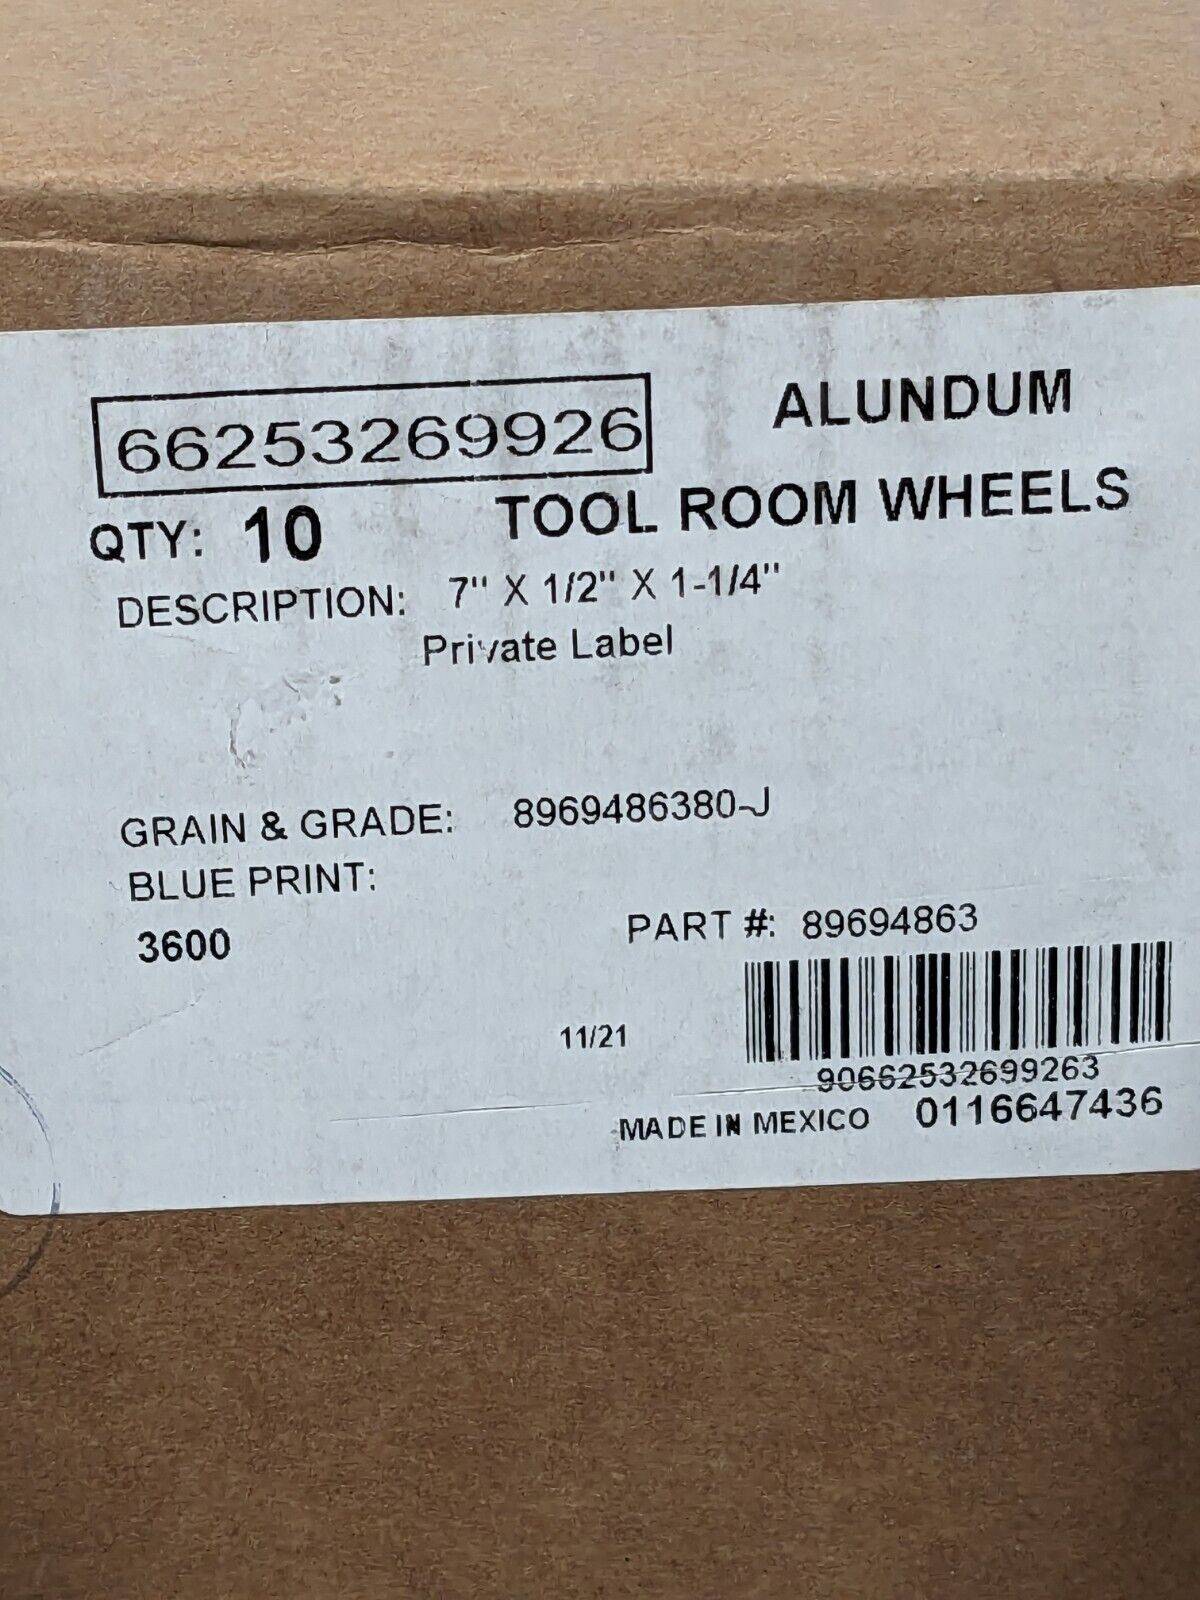 66253269926 ALUNDUM
QTY: 10 TOOL ROOM WHEELS
DESCRIPTION: 7" X 1/2" X 1-1/4"
Private Label
GRAIN & GRADE: 8969486380-J
BLUE PRINT:
3600 PART #: 89694863
11/21
90662532699263
MADE IN MEXICO 0116647436